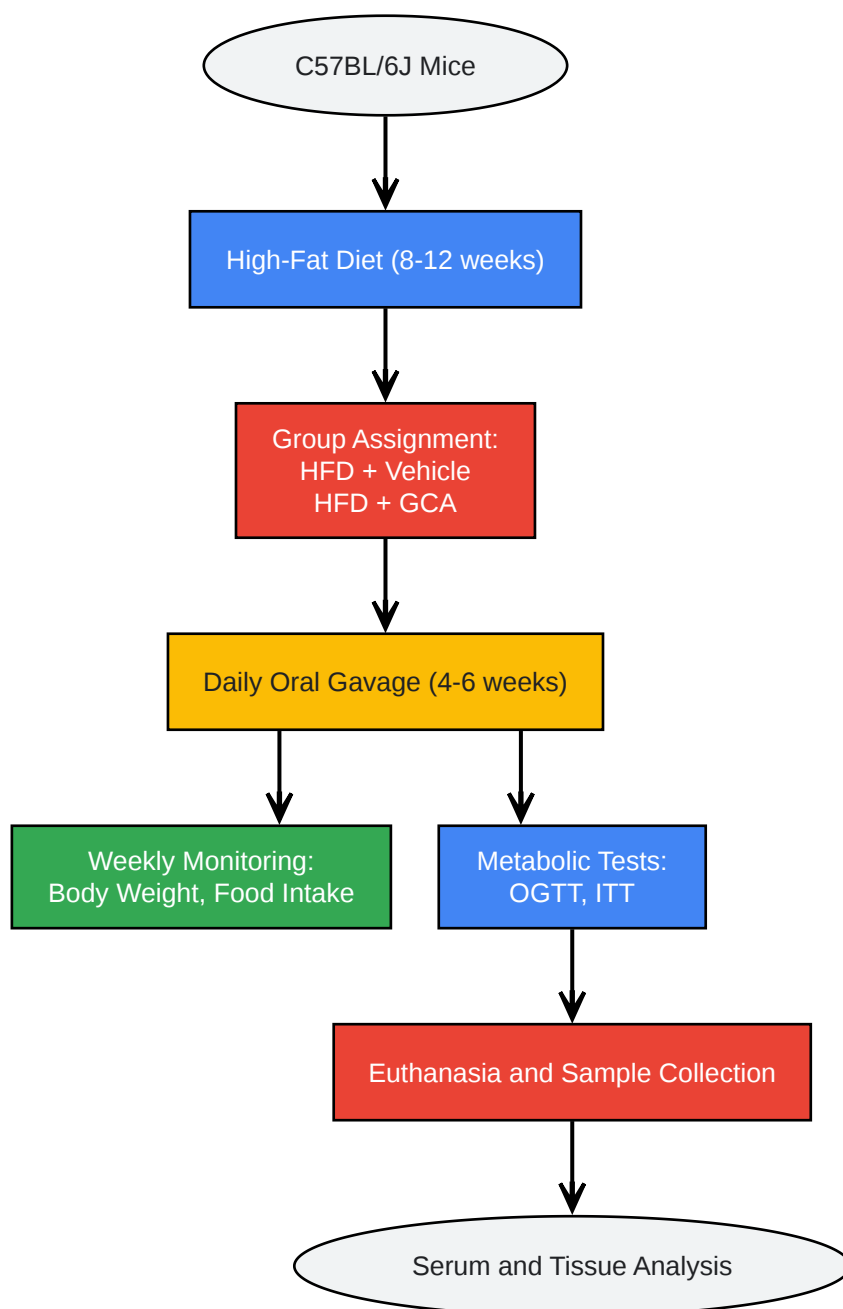 C57BL/6J Mice
High-Fat Diet (8-12 weeks)
Group Assignment:
HFD + Vehicle
HFD + GCA
Daily Oral Gavage (4-6 weeks)
Weekly Monitoring:
Body Weight, Food Intake
Metabolic Tests:
OGTT, ITT
Euthanasia and Sample Collection
Serum and Tissue Analysis